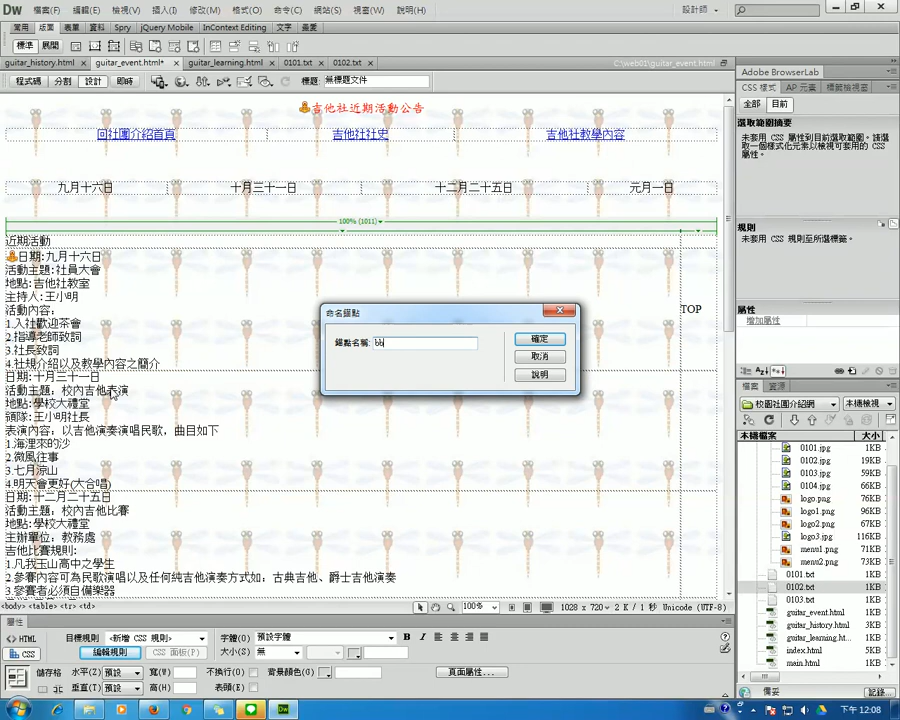 Dw 檔案(F) 編輯(E) 檢視(V) 插入(I) 修改(M) 格式(O) 命令(C) 網站(S) 視窗(W) 說明(H) 設計師
常用 版面 表單 資料 Spry jQuery Mobile InContext Editing 文字 最愛
標準 展開
guitar_history.html guitar_event.html* guitar_learning.html 0101.txt 0102.txt C:\web01\guitar_event.html
程式碼 分割 設計 即時 標題: 無標題文件
吉他社近期活動公告
回社團介紹首頁 吉他社社史 吉他社教學內容
九月十六日 十月三十一日 十二月二十五日 元月一日
100% (1011)
近期活動
日期:九月十六日
活動主題:社員大會
地點:吉他社教室
主持人:王小明
活動內容:
1.入社歡迎茶會
2.指導老師致詞
3.社長致詞
4.社規介紹以及教學內容之簡介
TOP
日期:十月三十一日
活動主題: 校內吉他表演
地點:學校大禮堂
領隊:王小明社長
表演內容: 以吉他演奏演唱民歌, 曲目如下
1.海浬來的沙
2.微風往事
3.七月涼山
4.明天會更好(大合唱)
日期:十二月二十五日
活動主題: 校內吉他比賽
地點:學校大禮堂
主辦單位: 教務處
吉他比賽規則:
1.凡我玉山高中之學生
2.參賽內容可為民歌演唱以及任何純吉他演奏方式如: 古典吉他、爵士吉他演奏
3.參賽者必須自備樂器
命名錨點
錨點名稱: bb
確定
取消
說明
<body> <table> <tr> <td> 100% 1028 x 720 2 K / 1 秒 Unicode (UTF-8)
屬性
HTML 目標規則 <新增 CSS 規則> 字體(O) 預設字體 B I
CSS 編輯規則 CSS 面板(P) 大小(S) 無
儲存格 水平(Z) 預設 寬(W) 不換行(O) 背景顏色(G) 頁面屬性...
垂直(T) 預設 高(H) 表頭(E)
Adobe BrowserLab
CSS 樣式 AP 元素 標籤檢視窗
全部 目前
選取範圍摘要
未套用 CSS 屬性到目前選取範圍。請選
取一個樣式化元素以檢視可套用的 CSS
屬性。
規則
未套用 CSS 規則至所選標籤。
屬性
增加屬性
檔案 資源
校園社團介紹網 本機檢視
本機檔案 大小
0101.jpg 1KB
0102.jpg 9KB
0103.jpg 59KB
0104.jpg 66KB
logo.png 76KB
logo1.png 96KB
logo2.png 67KB
logo3.png 116KB
menu1.png 71KB
menu2.png 73KB
0101.txt 1KB
0102.txt 1KB
0103.txt 1KB
guitar_event.html 1KB
guitar_history.html 1KB
guitar_learning.ht... 1KB
index.html 1KB
main.html 1KB
備妥 記錄...
下午 12:08